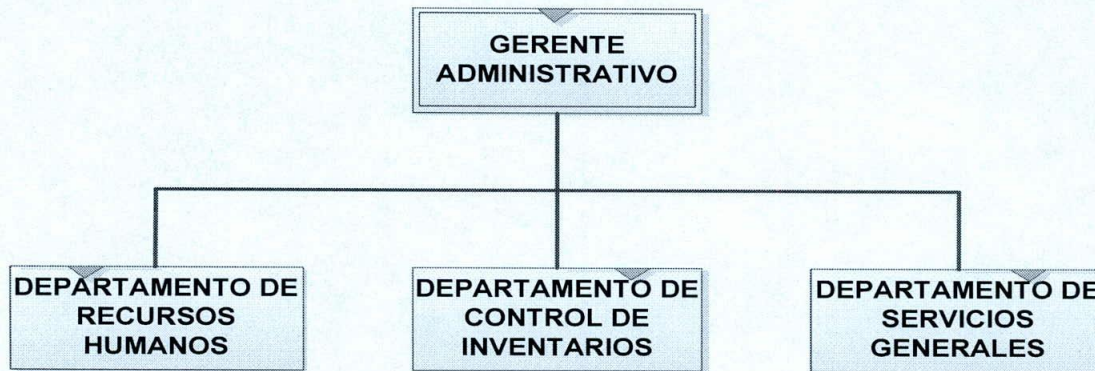 GERENTE
ADMINISTRATIVO
DEPARTAMENTO DE
RECURSOS
HUMANOS
DEPARTAMENTO DE
CONTROL DE
INVENTARIOS
DEPARTAMENTO DE
SERVICIOS
GENERALES